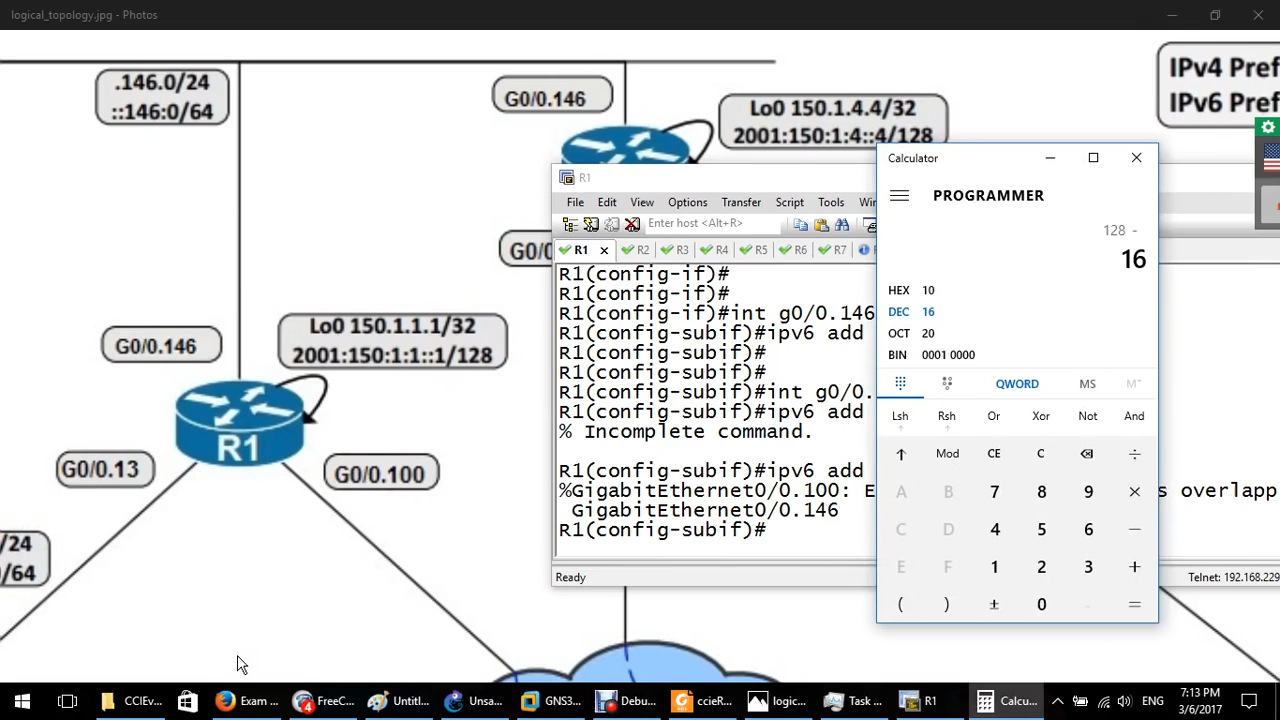 logical_topology.jpg - Photos
.146.0/24
::146:0/64
G0/0.146
Lo0 150.1.4.4/32
2001:150:1:4::4/128
IPv4 Pref
IPv6 Pref
G0/0.146
Lo0 150.1.1.1/32
2001:150:1:1::1/128
R1
G0/0.13
G0/0.100
/24
/64
G0/0
R1
File Edit View Options Transfer Script Tools Win
Enter host <Alt+R>
R1 R2 R3 R4 R5 R6 R7
R1(config-if)#
R1(config-if)#
R1(config-if)#int g0/0.146
R1(config-subif)#ipv6 add
R1(config-subif)#
R1(config-subif)#
R1(config-subif)#int g0/0.
R1(config-subif)#ipv6 add
% Incomplete command.
R1(config-subif)#ipv6 add
%GigabitEthernet0/0.100: E s overlapp
GigabitEthernet0/0.146
R1(config-subif)#
Ready
Telnet: 192.168.229
Calculator
PROGRAMMER
128 -
16
HEX 10
DEC 16
OCT 20
BIN 0001 0000
QWORD MS M˅
Lsh Rsh Or Xor Not And
↑ Mod CE C ÷
A B 7 8 9 ×
C D 4 5 6 −
E F 1 2 3 +
( ) ± 0 . =
CCIEv... Exam ... FreeC... Untitl... Unsa... GNS3... Debu... ccieR... logic... Task ... R1 Calcu...
ENG
7:13 PM
3/6/2017